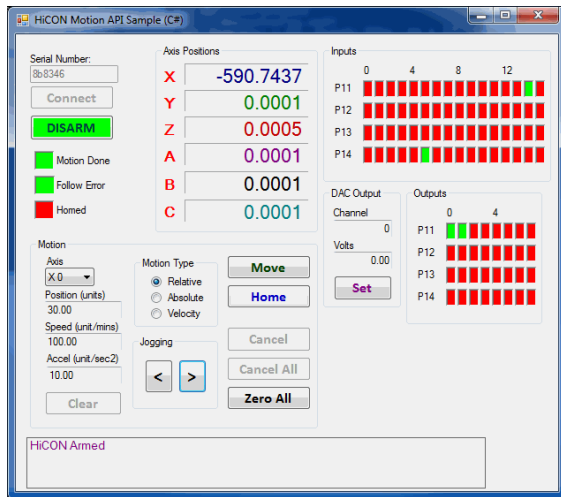 HiCON Motion API Sample (C#)
Serial Number:
8b8346
Connect
DISARM
Motion Done
Follow Error
Homed
Axis Positions
X -590.7437
Y 0.0001
Z 0.0005
A 0.0001
B 0.0001
C 0.0001
Inputs
0 4 8 12
P11
P12
P13
P14
DAC Output
Channel
0
Volts
0.00
Set
Outputs
0 4
P11
P12
P13
P14
Motion
Axis
X 0
Position (units)
30.00
Speed (unit/mins)
100.00
Accel (unit/sec2)
10.00
Clear
Motion Type
Relative
Absolute
Velocity
Jogging
< >
Move
Home
Cancel
Cancel All
Zero All
HiCON Armed